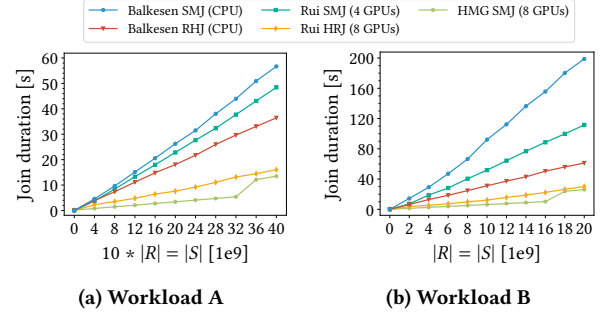 Balkesen SMJ (CPU) Rui SMJ (4 GPUs) HMG SMJ (8 GPUs)
Balkesen RHJ (CPU) Rui HRJ (8 GPUs)
Join duration [s]
60
50
40
30
20
10
0
0 4 8 12 16 20 24 28 32 36 40
10 * |R| = |S| [1e9]
(a) Workload A
Join duration [s]
200
160
120
80
40
0
0 2 4 6 8 10 12 14 16 18 20
|R| = |S| [1e9]
(b) Workload B